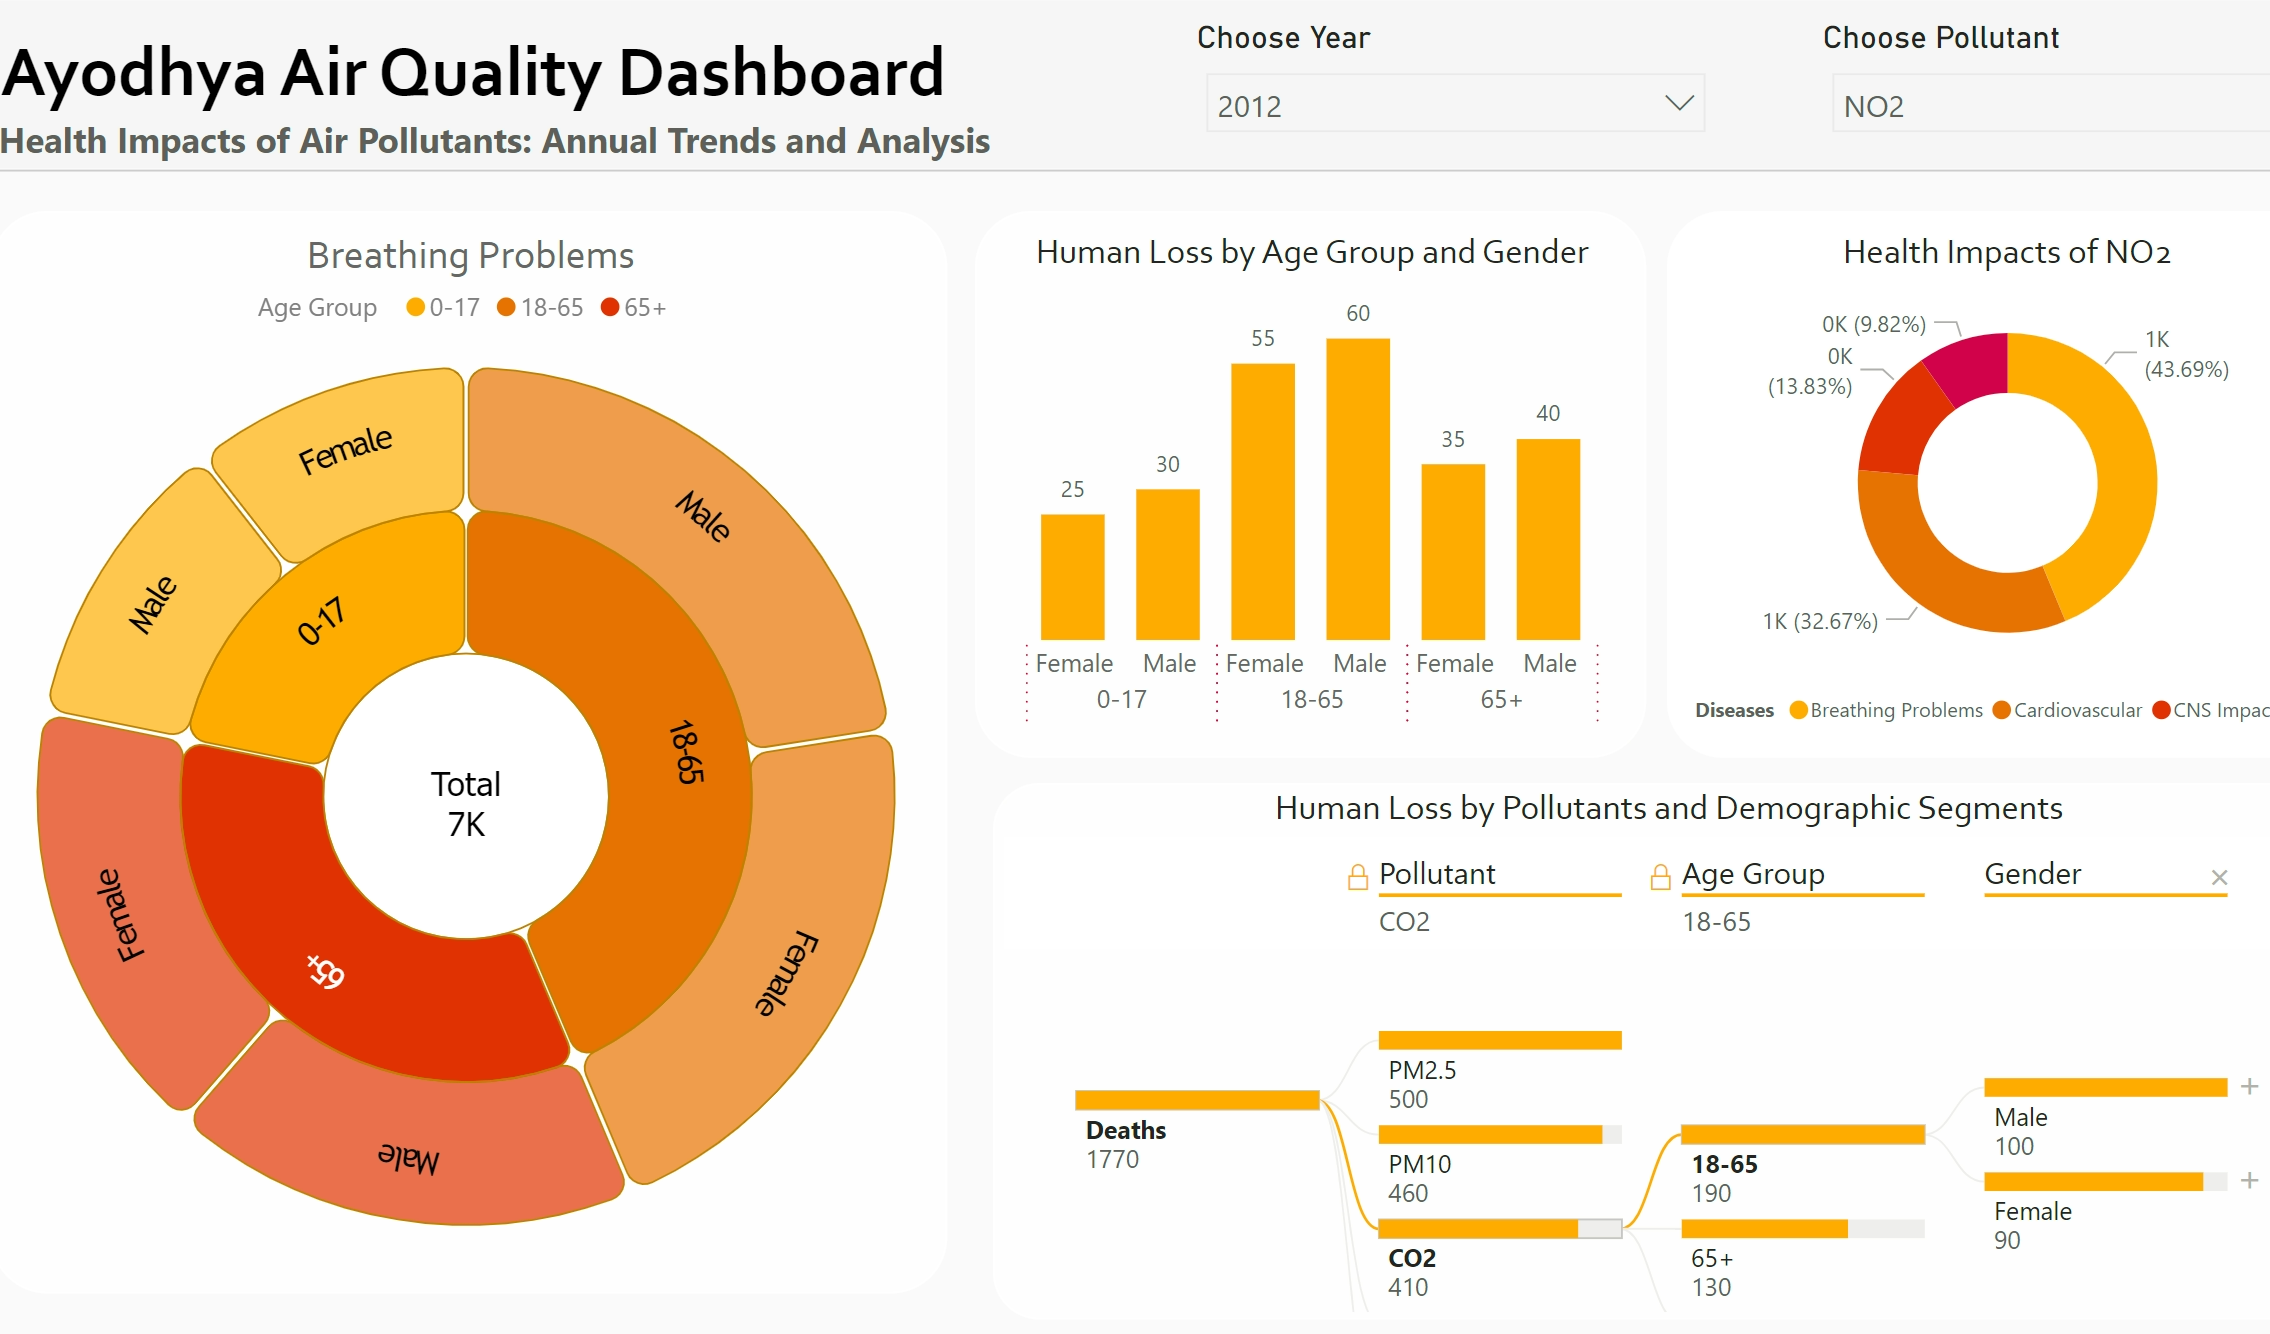 Ayodhya Air Quality Dashboard
Health Impacts of Air Pollutants: Annual Trends and Analysis
Choose Year
2012
Choose Pollutant
NO2
Breathing Problems
Age Group 0-17 18-65 65+
Female
Male
Male
0-17
18-65
Total
7K
Female
65+
Female
Male
Human Loss by Age Group and Gender
60
55
40
35
30
25
Female Male Female Male Female Male
0-17 18-65 65+
Health Impacts of NO2
0K (9.82%)
1K
(43.69%)
0K
(13.83%)
1K (32.67%)
Diseases Breathing Problems Cardiovascular CNS Impac
Human Loss by Pollutants and Demographic Segments
Pollutant
CO2
Age Group
18-65
Gender
Deaths
1770
PM2.5
500
PM10
460
CO2
410
18-65
190
65+
130
Male
100
Female
90